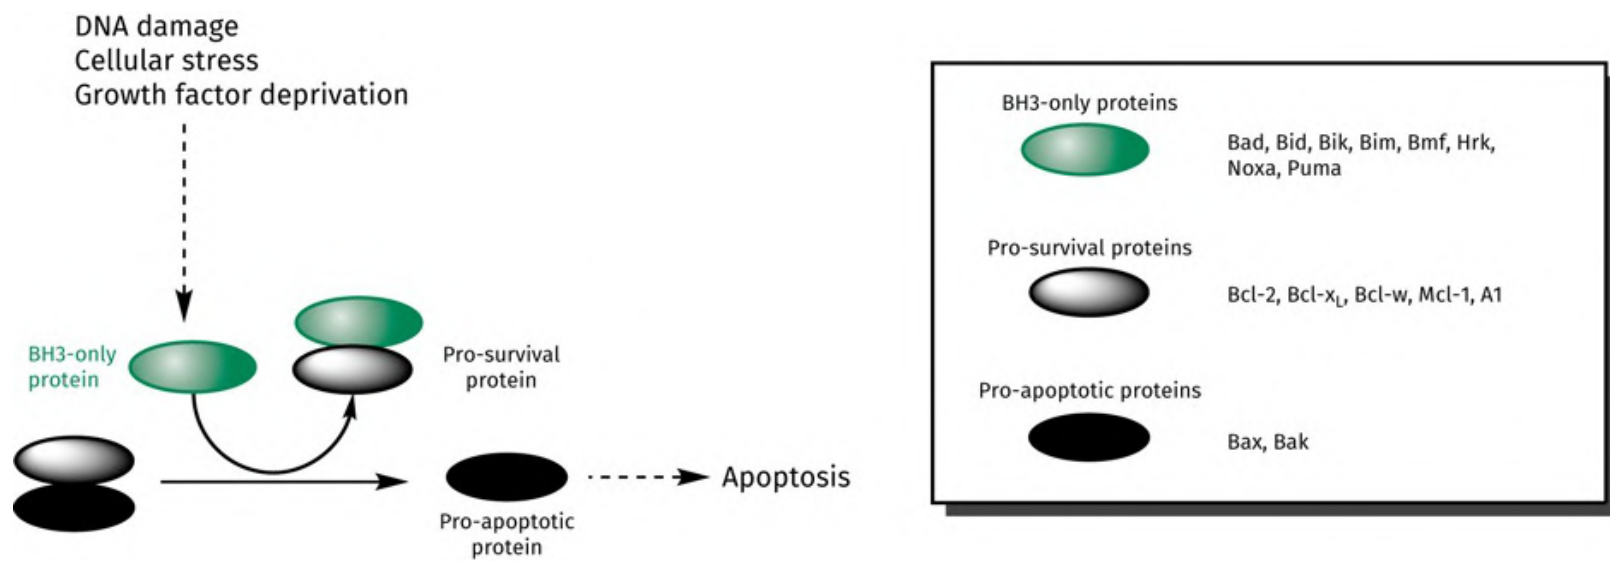 DNA damage
Cellular stress
Growth factor deprivation
BH3-only
protein
Pro-survival
protein
Pro-apoptotic
protein
Apoptosis
BH3-only proteins
Bad, Bid, Bik, Bim, Bmf, Hrk,
Noxa, Puma
Pro-survival proteins
Bcl-2, Bcl-xL, Bcl-w, Mcl-1, A1
Pro-apoptotic proteins
Bax, Bak